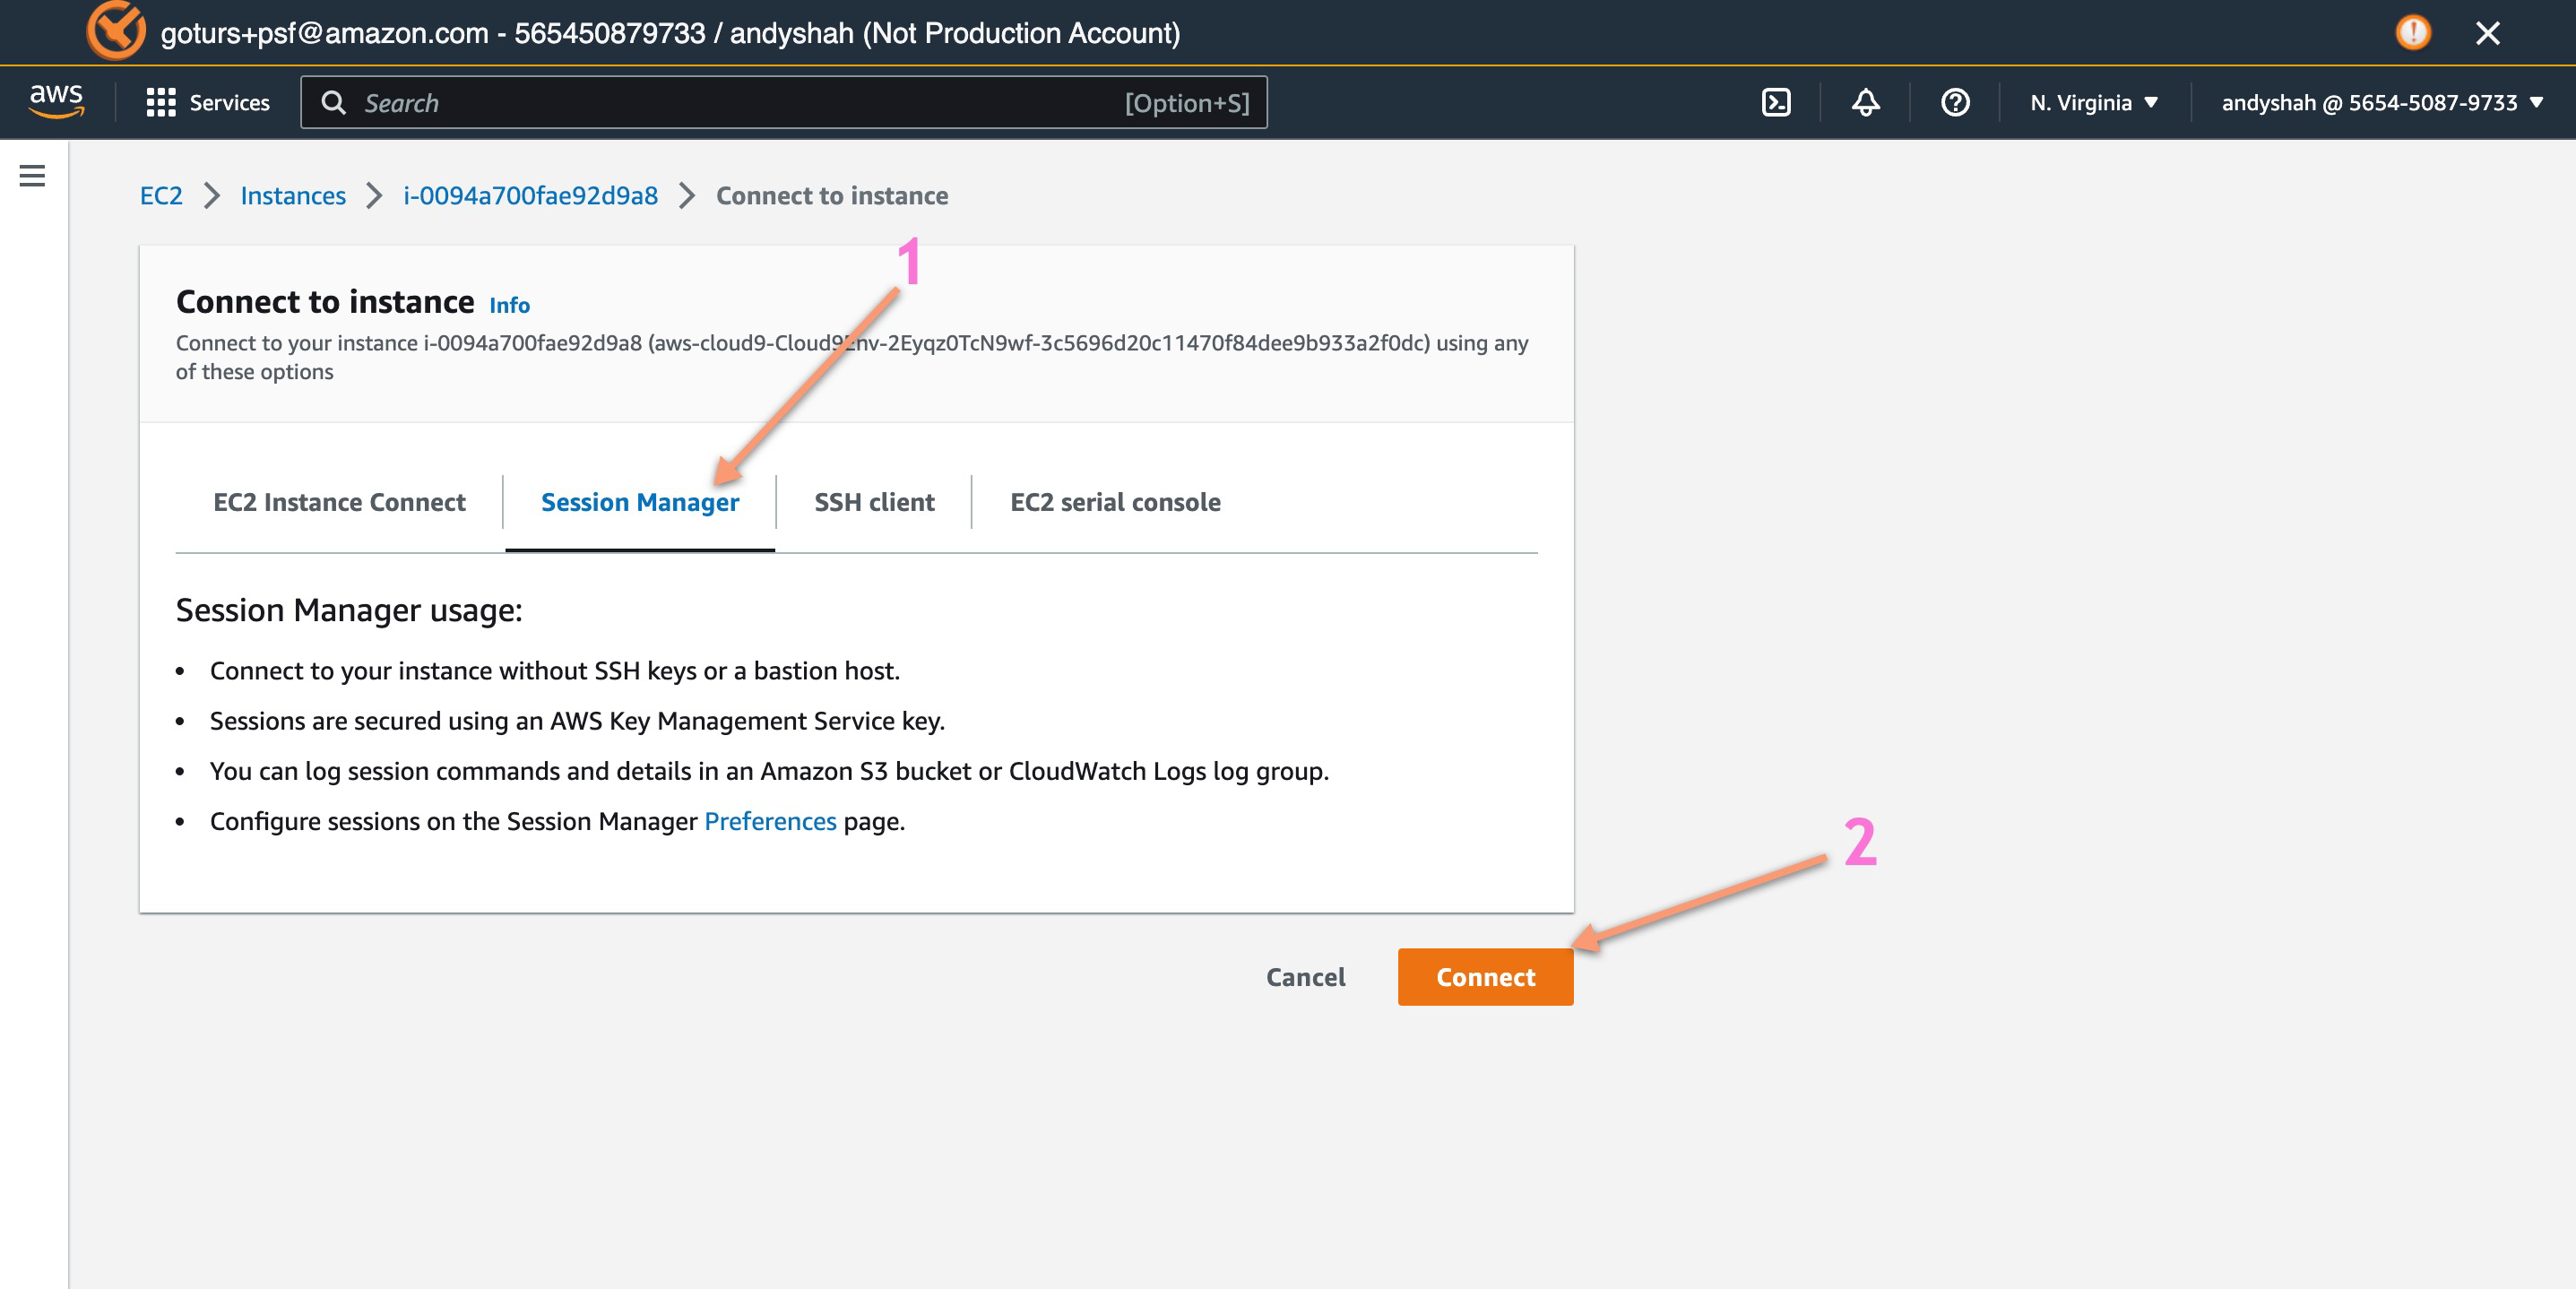 goturs+psf@amazon.com - 565450879733 / andyshah (Not Production Account)
aws Services Search [Option+S] N. Virginia andyshah @ 5654-5087-9733
EC2 Instances i-0094a700fae92d9a8 Connect to instance
1
Connect to instance Info
Connect to your instance i-0094a700fae92d9a8 (aws-cloud9-Cloud9Env-2Eyqz0TcN9wf-3c5696d20c11470f84dee9b933a2f0dc) using any
of these options
EC2 Instance Connect Session Manager SSH client EC2 serial console
Session Manager usage:
• Connect to your instance without SSH keys or a bastion host.
• Sessions are secured using an AWS Key Management Service key.
• You can log session commands and details in an Amazon S3 bucket or CloudWatch Logs log group.
• Configure sessions on the Session Manager Preferences page.
2
Cancel Connect